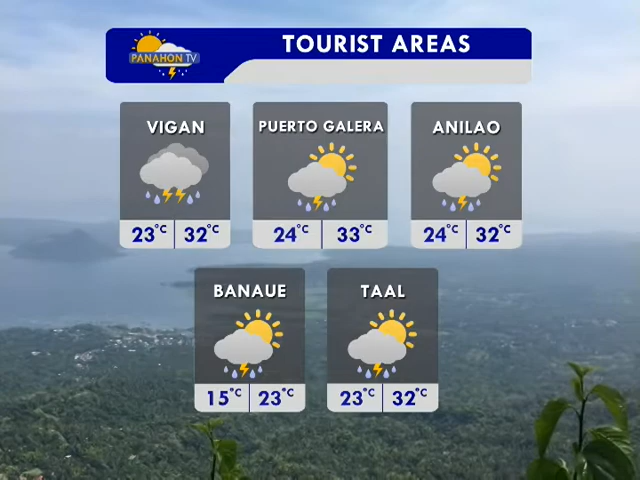 PANAHON TV
TOURIST AREAS
VIGAN
23°C 32°C
PUERTO GALERA
24°C 33°C
ANILAO
24°C 32°C
BANAUE
15°C 23°C
TAAL
23°C 32°C